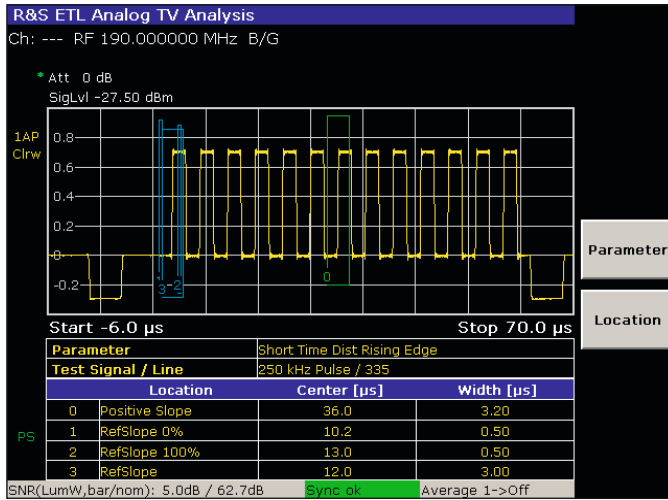 R&S ETL Analog TV Analysis
Ch: --- RF 190.000000 MHz B/G
* Att 0 dB
SigLvl -27.50 dBm
1AP
Clrw
0.8
0.6
0.4
0.2
0
-0.2
3 2
0
Start -6.0 µs Stop 70.0 µs
Parameter
Location
Parameter Short Time Dist Rising Edge
Test Signal / Line 250 kHz Pulse / 335
Location Center [µs] Width [µs]
0 Positive Slope 36.0 3.20
1 RefSlope 0% 10.2 0.50
2 RefSlope 100% 13.0 0.50
3 RefSlope 12.0 3.00
PS
SNR(LumW,bar/nom): 5.0dB / 62.7dB Sync ok Average 1->Off